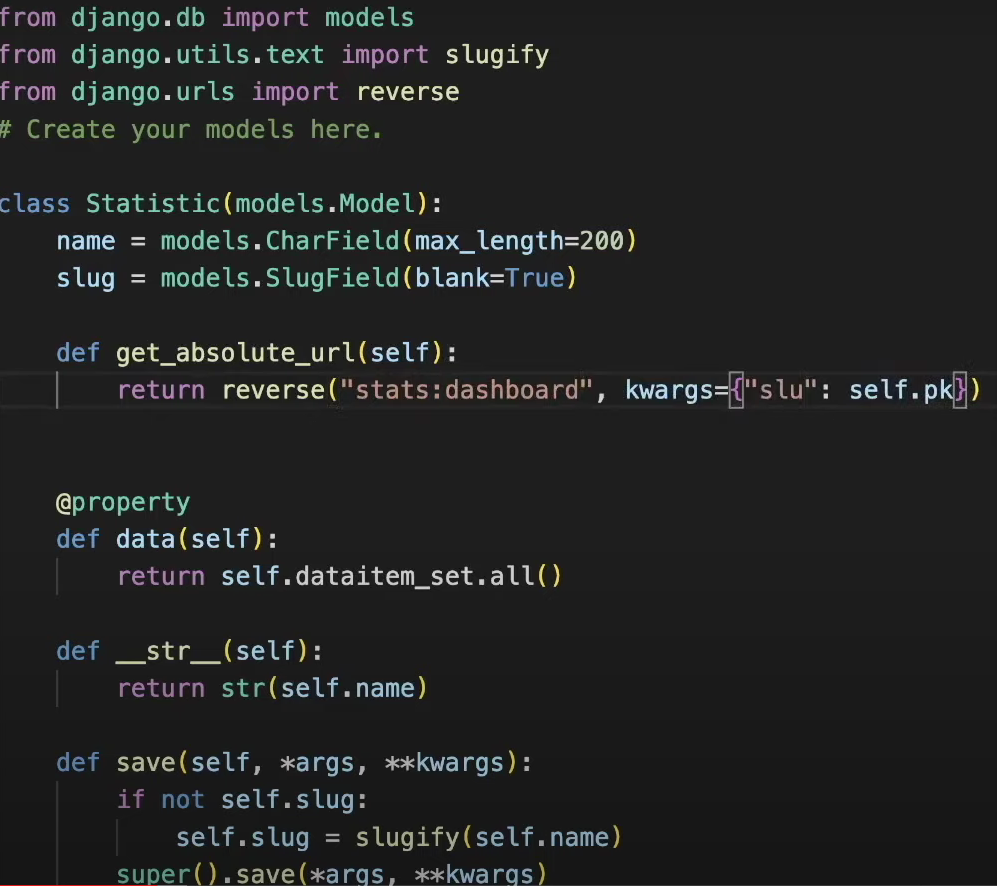 from django.db import models
from django.utils.text import slugify
from django.urls import reverse
# Create your models here.
class Statistic(models.Model):
    name = models.CharField(max_length=200)
    slug = models.SlugField(blank=True)
    def get_absolute_url(self):
        return reverse("stats:dashboard", kwargs={"slu": self.pk})
    @property
    def data(self):
        return self.dataitem_set.all()
    def __str__(self):
        return str(self.name)
    def save(self, *args, **kwargs):
        if not self.slug:
            self.slug = slugify(self.name)
        super().save(*args, **kwargs)